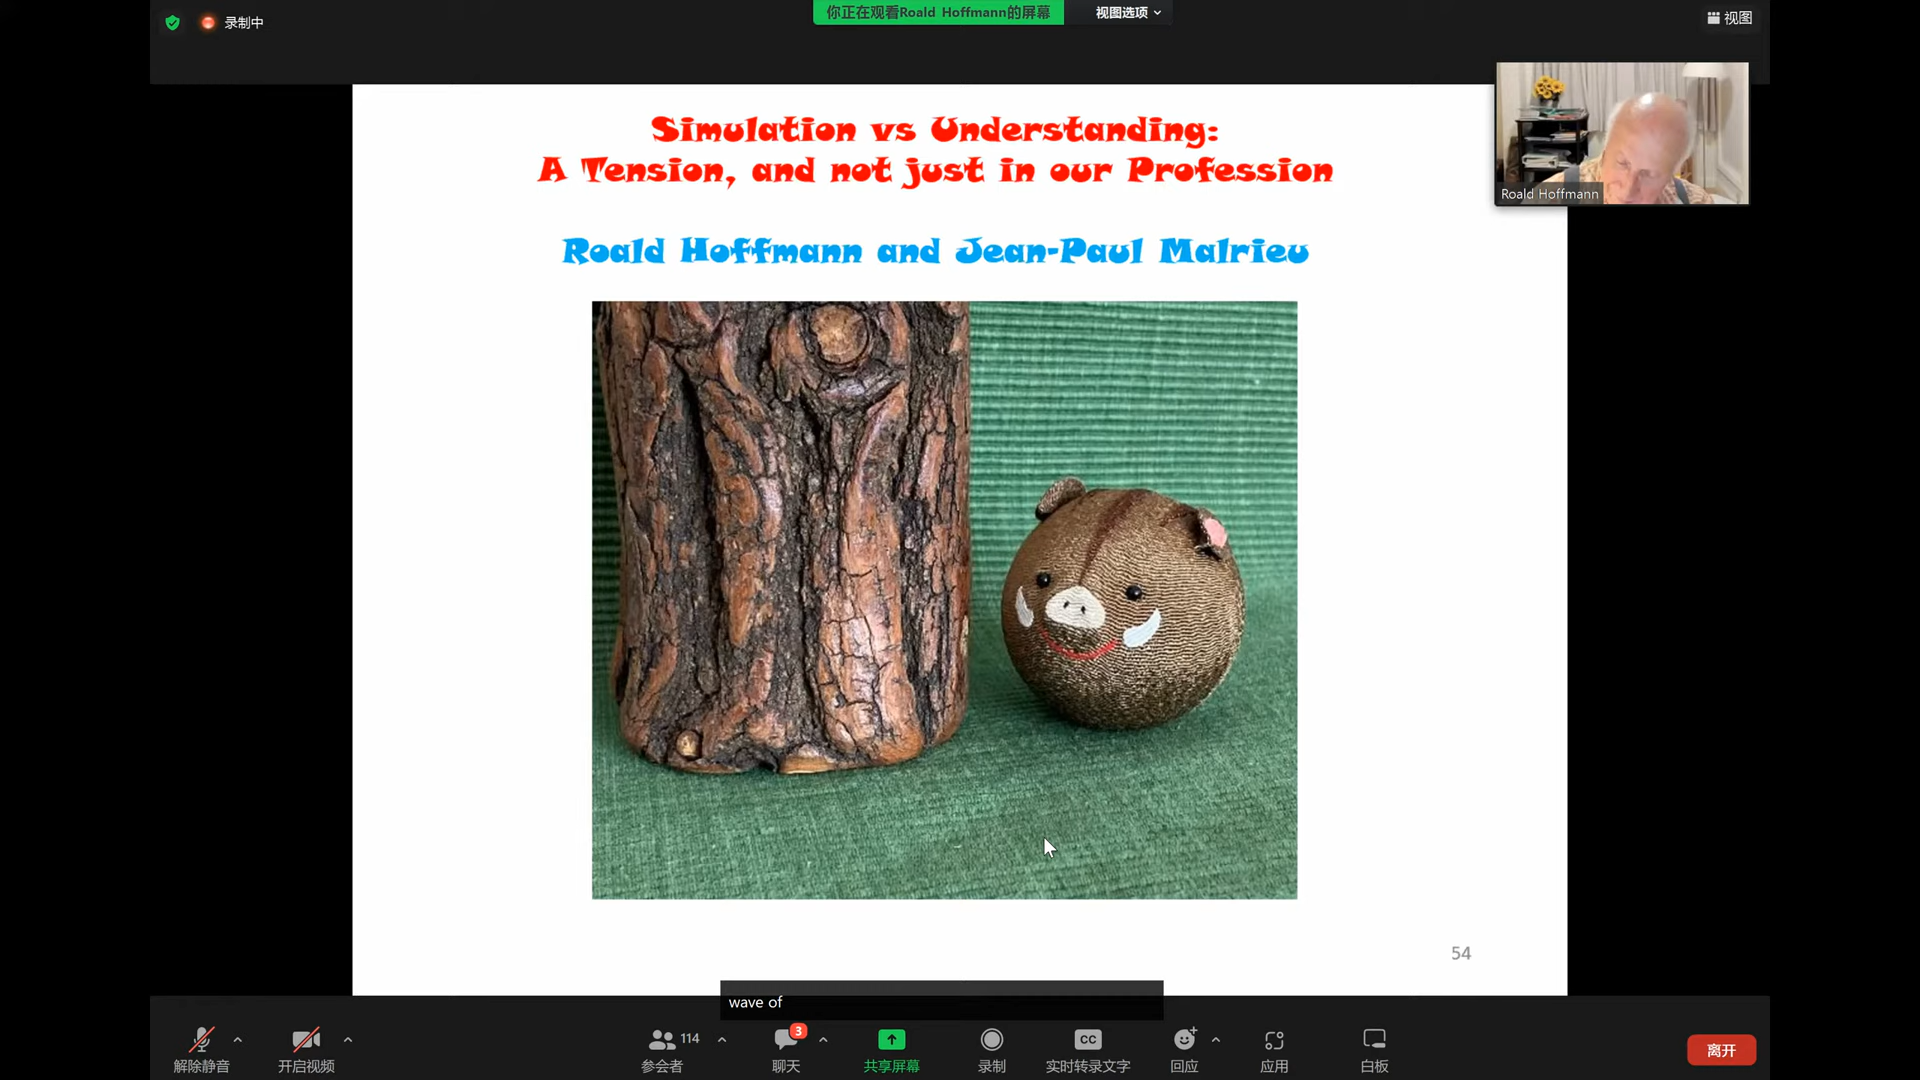 录制中
你正在观看Roald Hoffmann的屏幕
视图选项
视图
Simulation vs Understanding:
A Tension, and not just in our Profession
Roald Hoffmann and Jean-Paul Malrieu
Roald Hoffmann
54
wave of
解除静音
开启视频
114
参会者
3
聊天
共享屏幕
录制
CC
实时转录文字
回应
应用
白板
离开